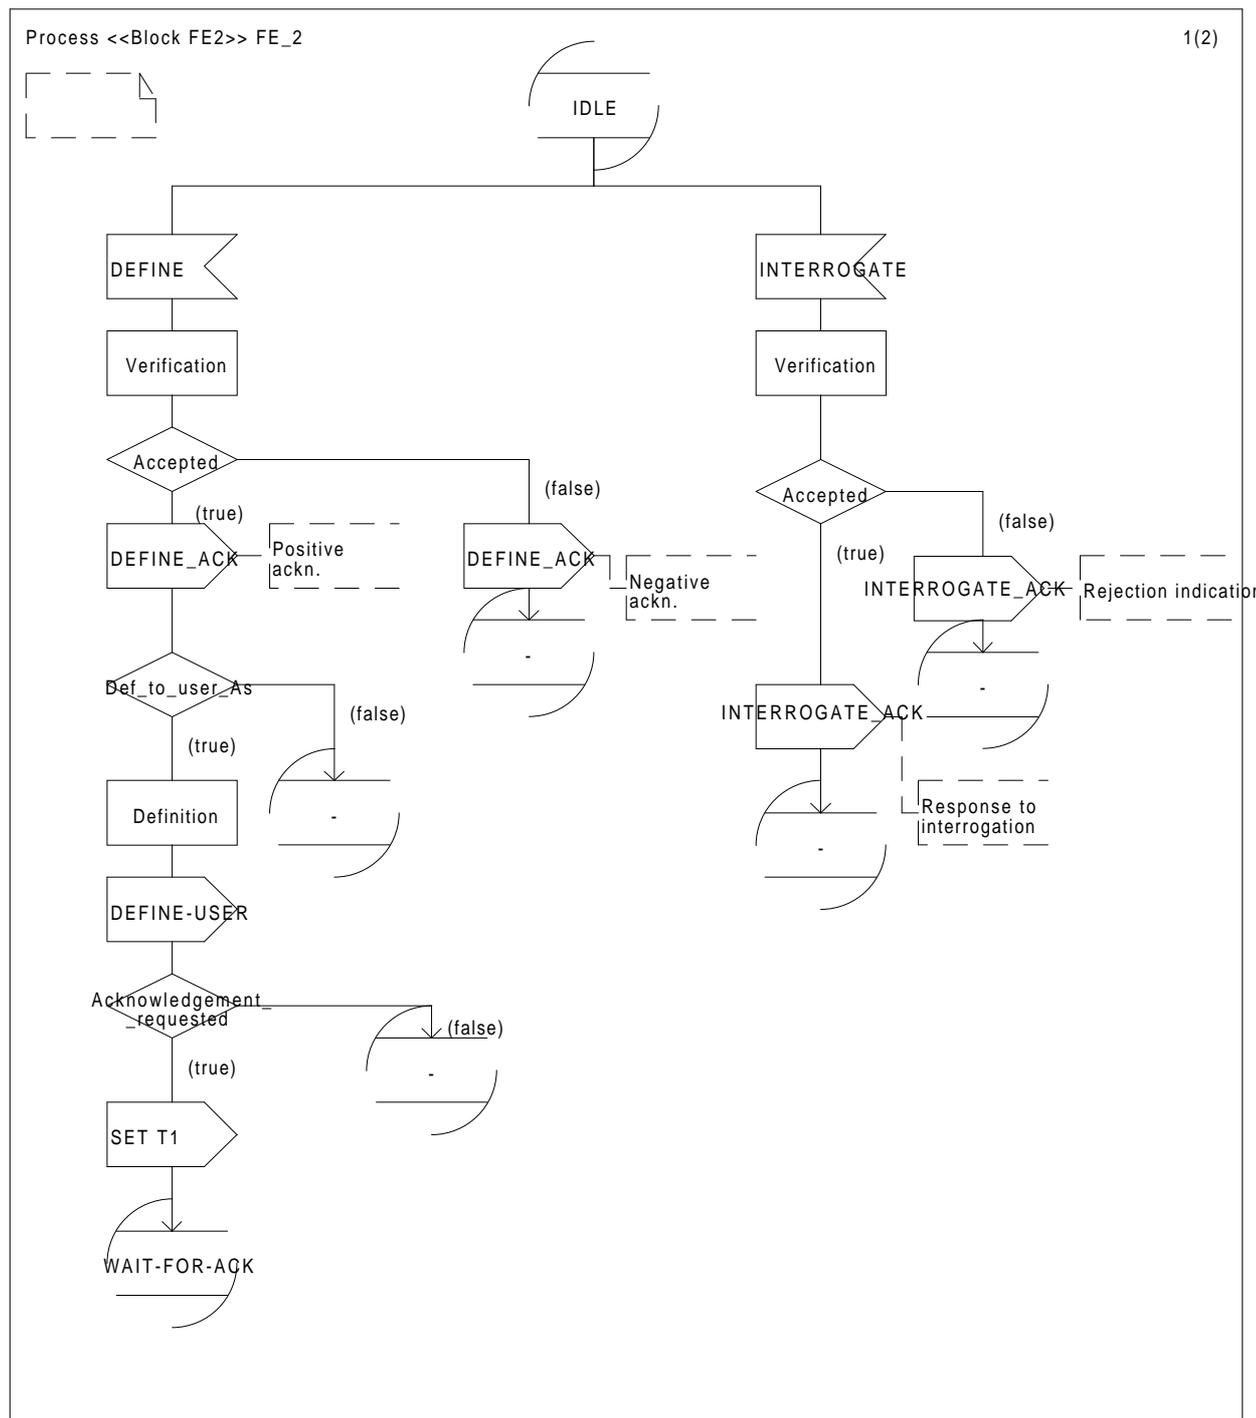 Process <<Block FE2>> FE_2
1(2)
IDLE
DEFINE
INTERROGATE
Verification
Verification
Accepted
(false)
Accepted
(true)
(false)
DEFINE_ACK
Positive
ackn.
DEFINE_ACK
Negative
ackn.
(true)
INTERROGATE_ACK
Rejection indication
-
Def_to_user_As
(false)
-
INTERROGATE_ACK
(true)
Definition
-
Response to
interrogation
-
DEFINE-USER
Acknowledgement_
_requested
(false)
(true)
-
SET T1
WAIT-FOR-ACK